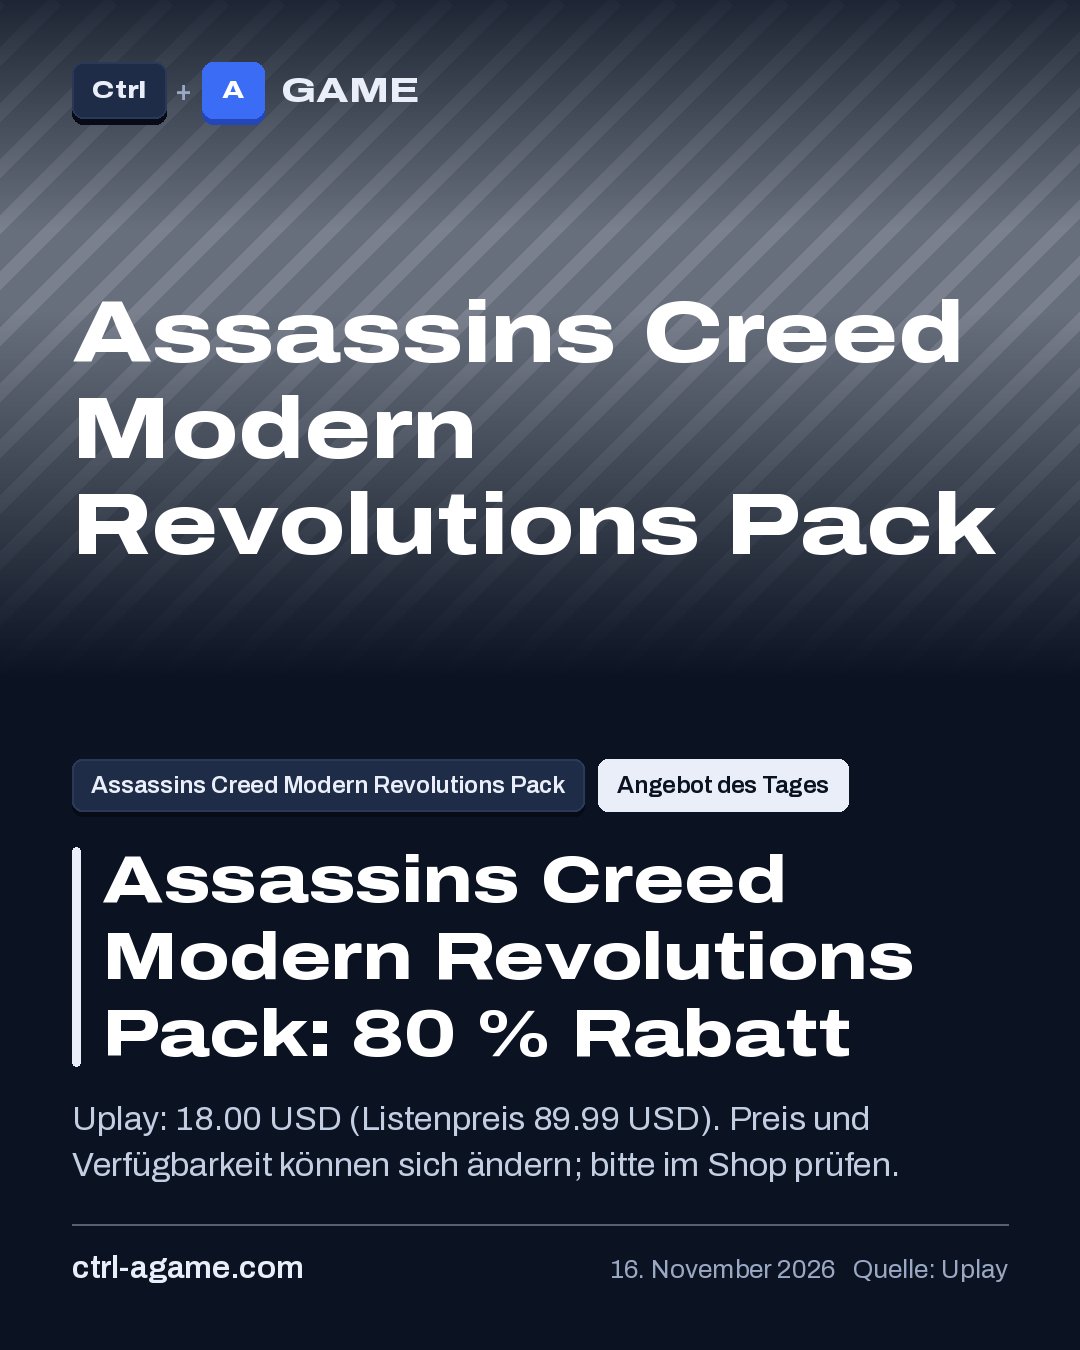 Ctrl + A GAME
Assassins Creed
Modern
Revolutions Pack
Assassins Creed Modern Revolutions Pack Angebot des Tages
Assassins Creed
Modern Revolutions
Pack: 80 % Rabatt
Uplay: 18.00 USD (Listenpreis 89.99 USD). Preis und
Verfügbarkeit können sich ändern; bitte im Shop prüfen.
ctrl-agame.com 16. November 2026 Quelle: Uplay